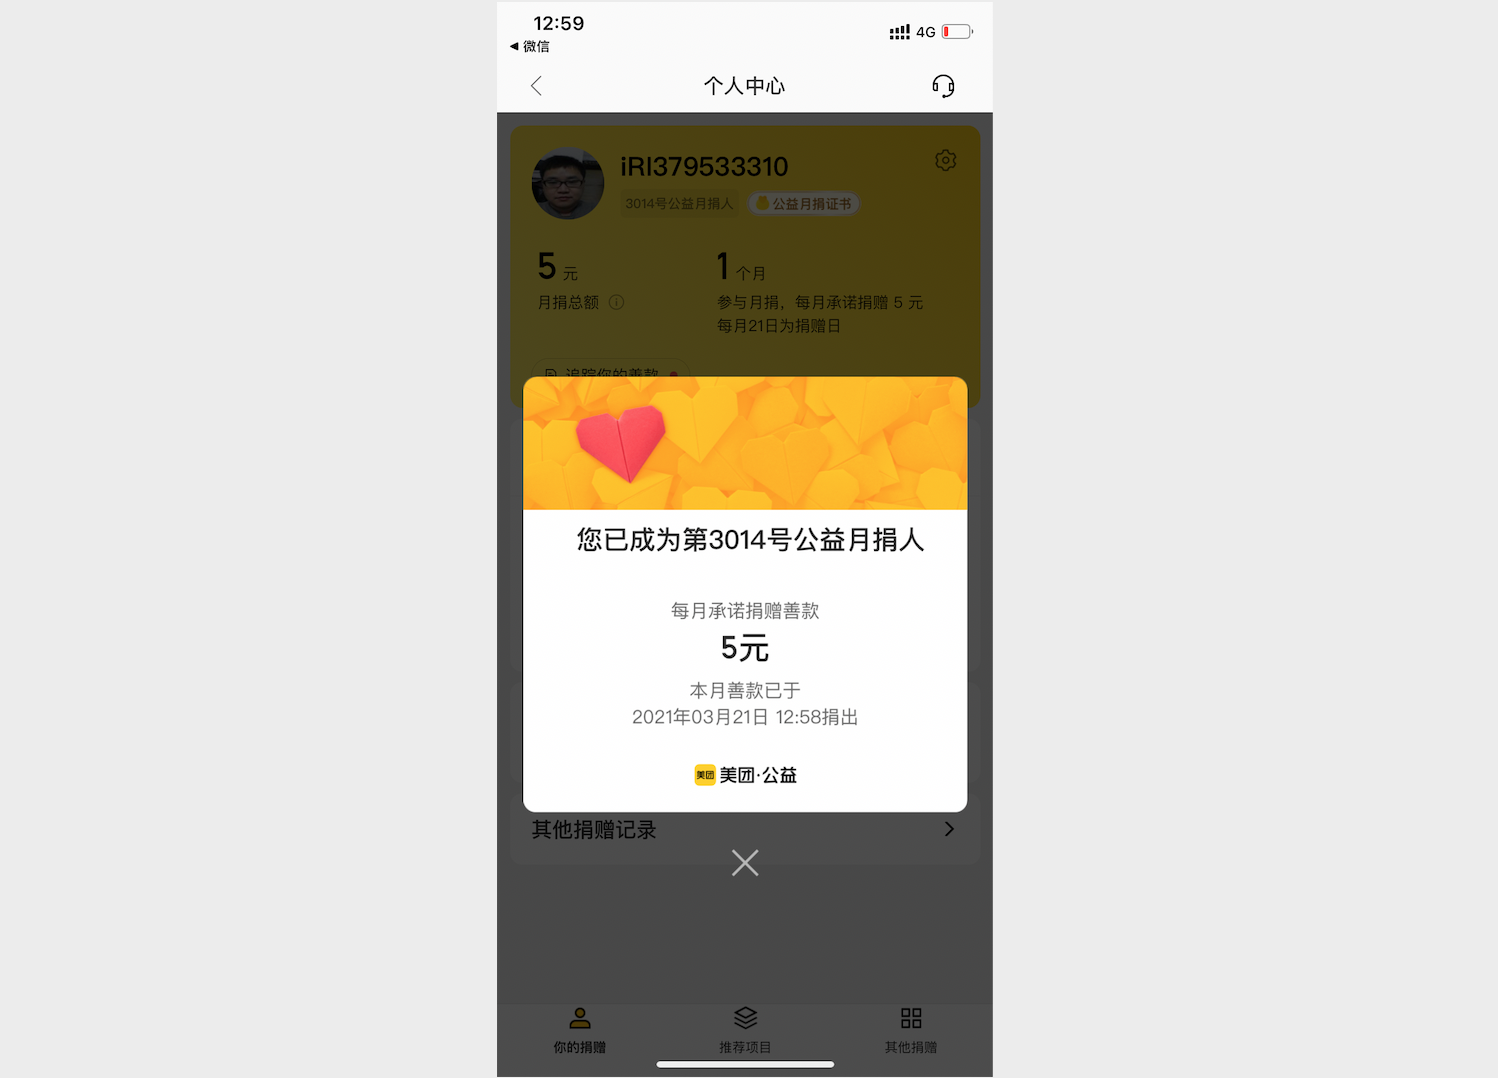 12:59
4G
◀ 微信
个人中心
iRI379533310
3014号公益月捐人
公益月捐证书
5 元
1 个月
月捐总额
参与月捐，每月承诺捐赠 5 元
每月21日为捐赠日
追踪你的善款
您已成为第3014号公益月捐人
每月承诺捐赠善款
5元
本月善款已于
2021年03月21日 12:58捐出
美团 美团·公益
其他捐赠记录
你的捐赠
推荐项目
其他捐赠